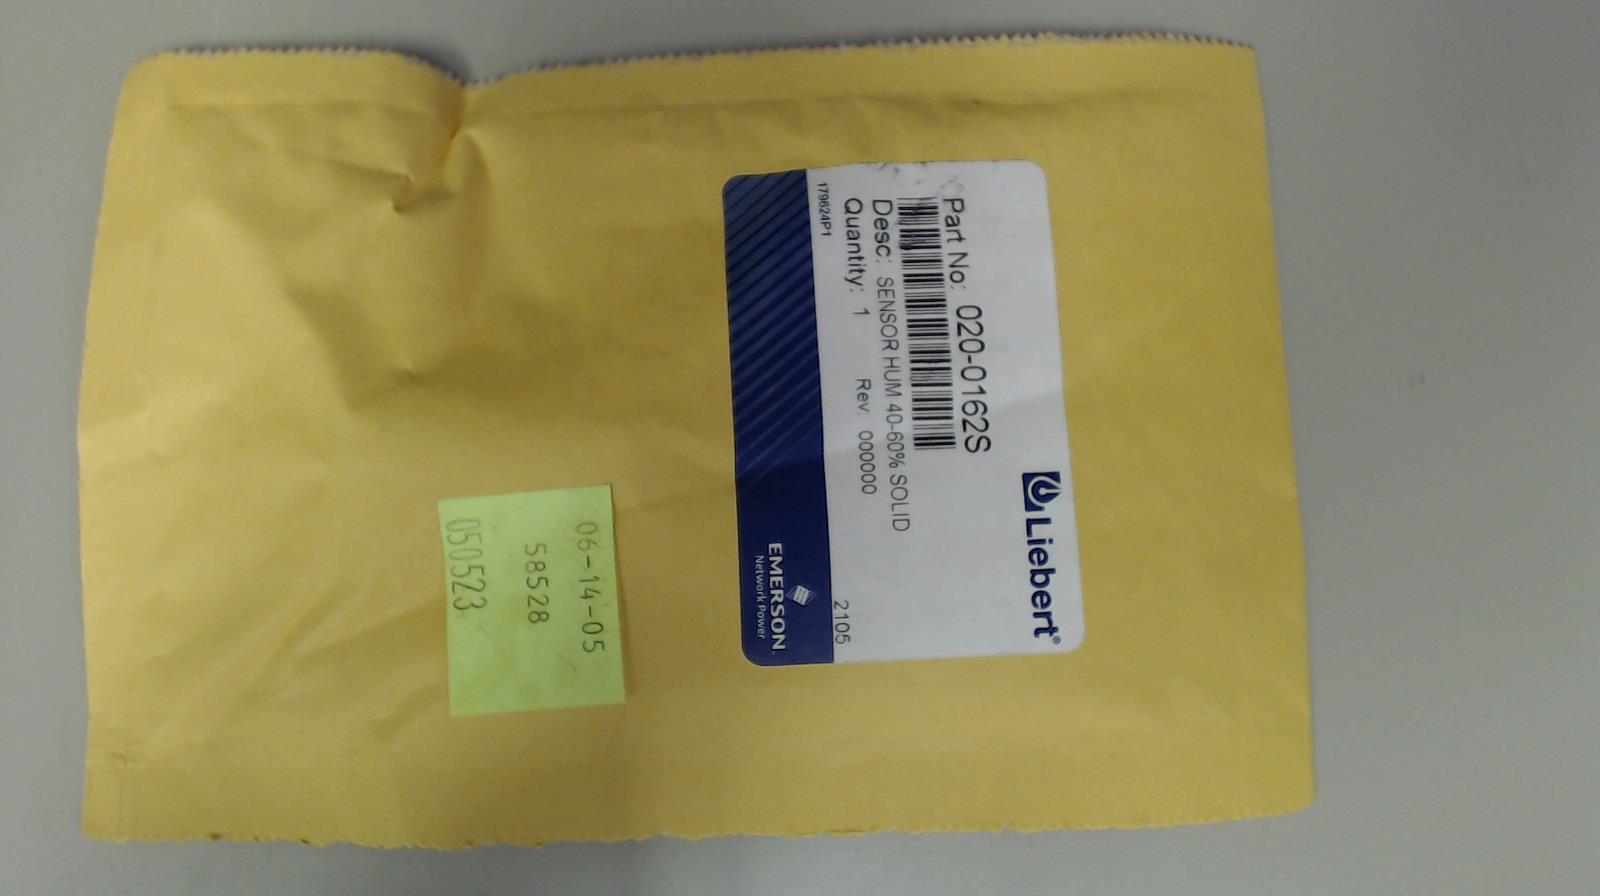 Liebert®
Part No: 020-0162S
Desc: SENSOR HUM 40-60% SOLID
Quantity: 1 Rev: 000000
179624P1
2105
EMERSON
Network Power
06-14-05
58528
050523